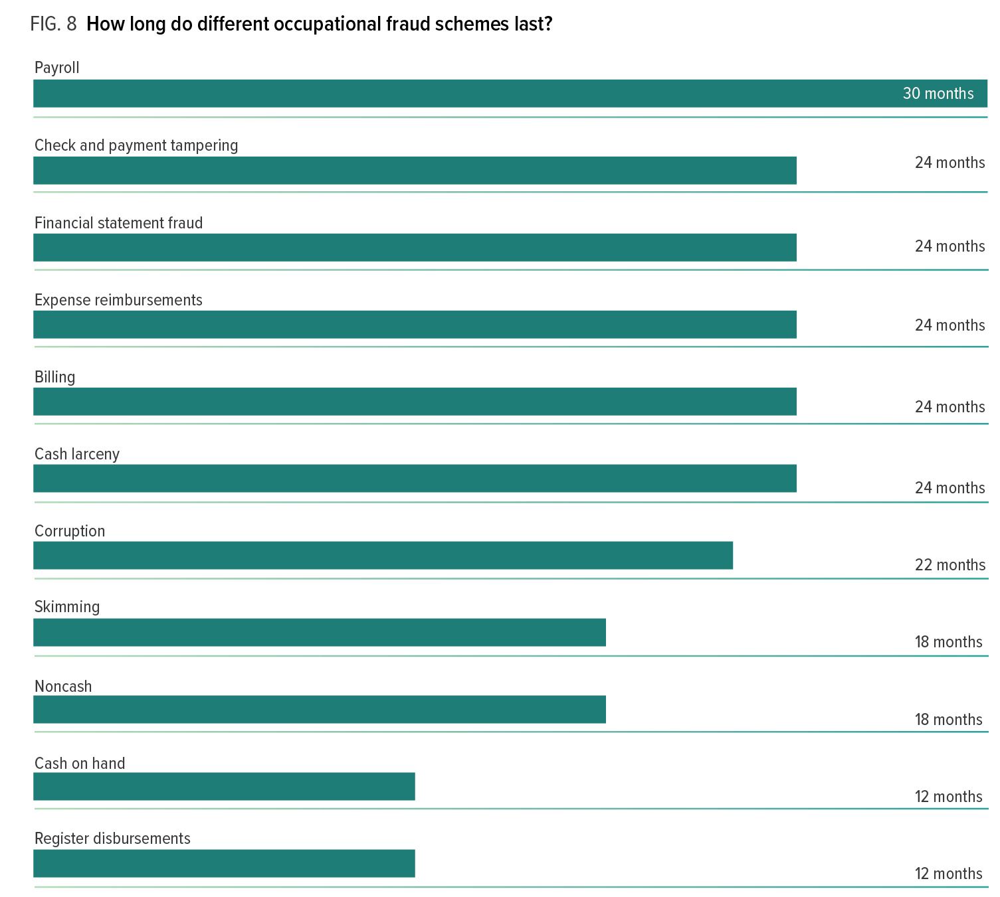 FIG. 8 How long do different occupational fraud schemes last?
Payroll
30 months
Check and payment tampering
24 months
Financial statement fraud
24 months
Expense reimbursements
24 months
Billing
24 months
Cash larceny
24 months
Corruption
22 months
Skimming
18 months
Noncash
18 months
Cash on hand
12 months
Register disbursements
12 months